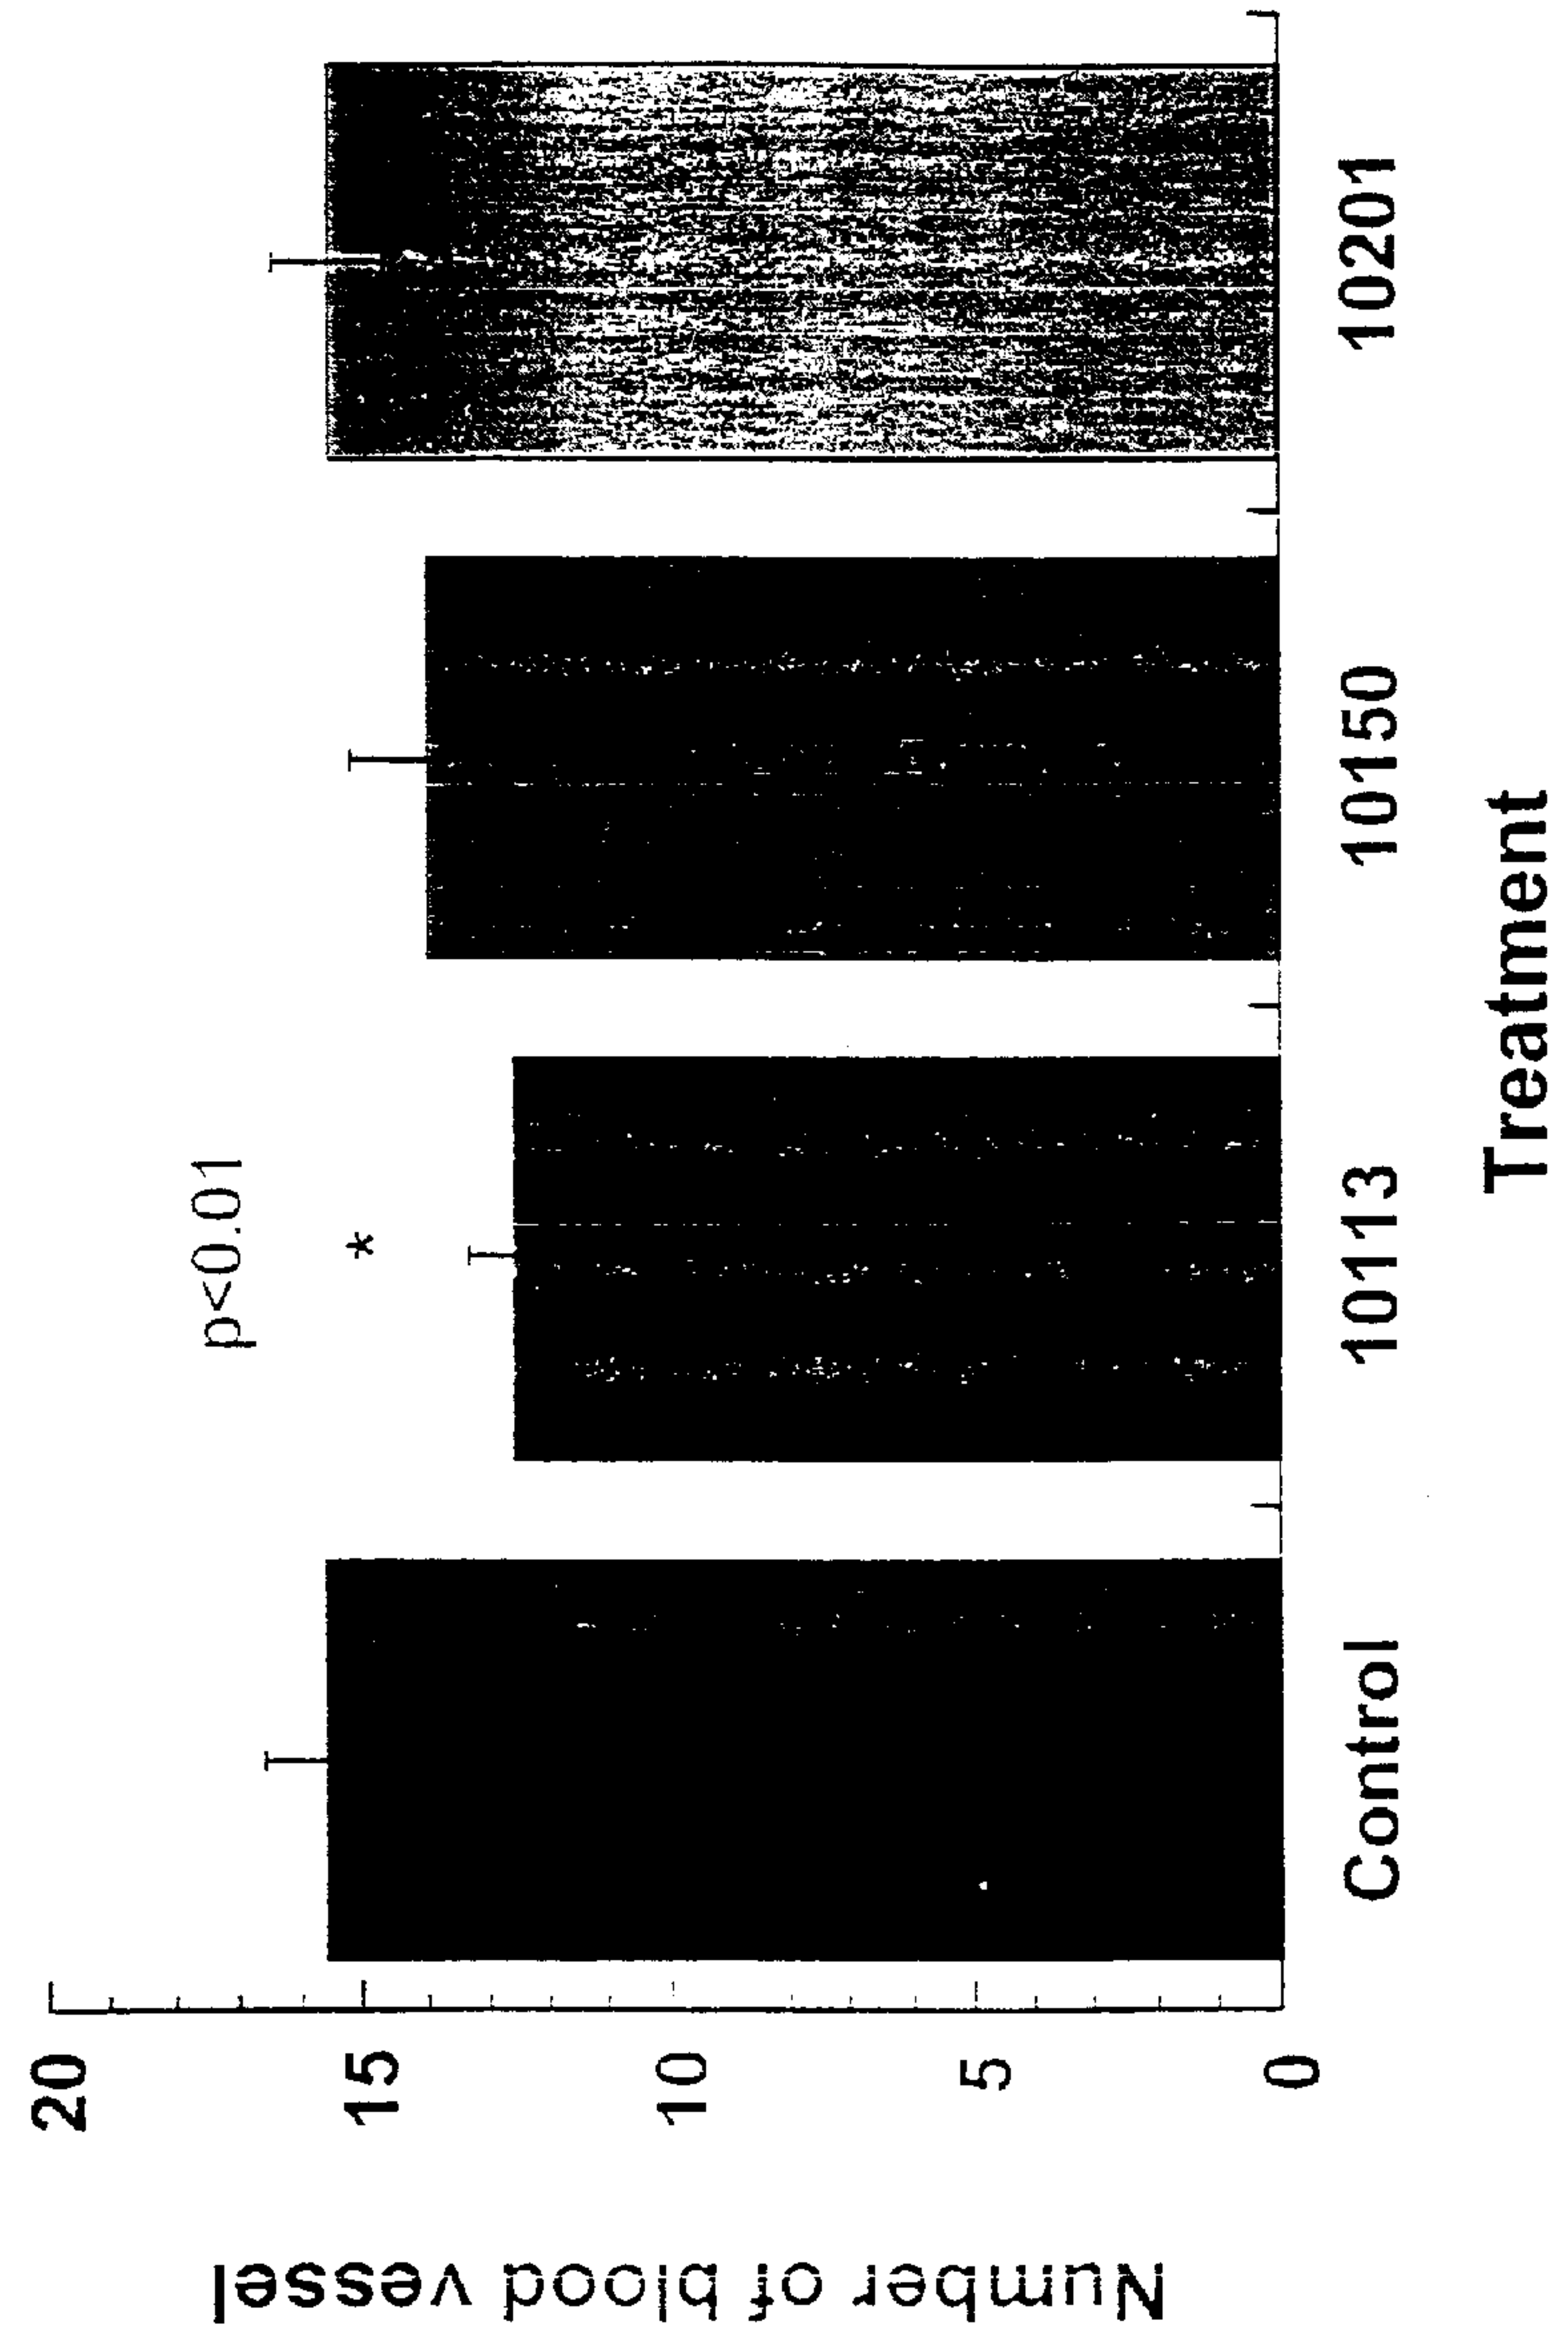 Number of blood vessel
20
15
10
5
0
p<0.01
*
Control
10113
10150
10201
Treatment